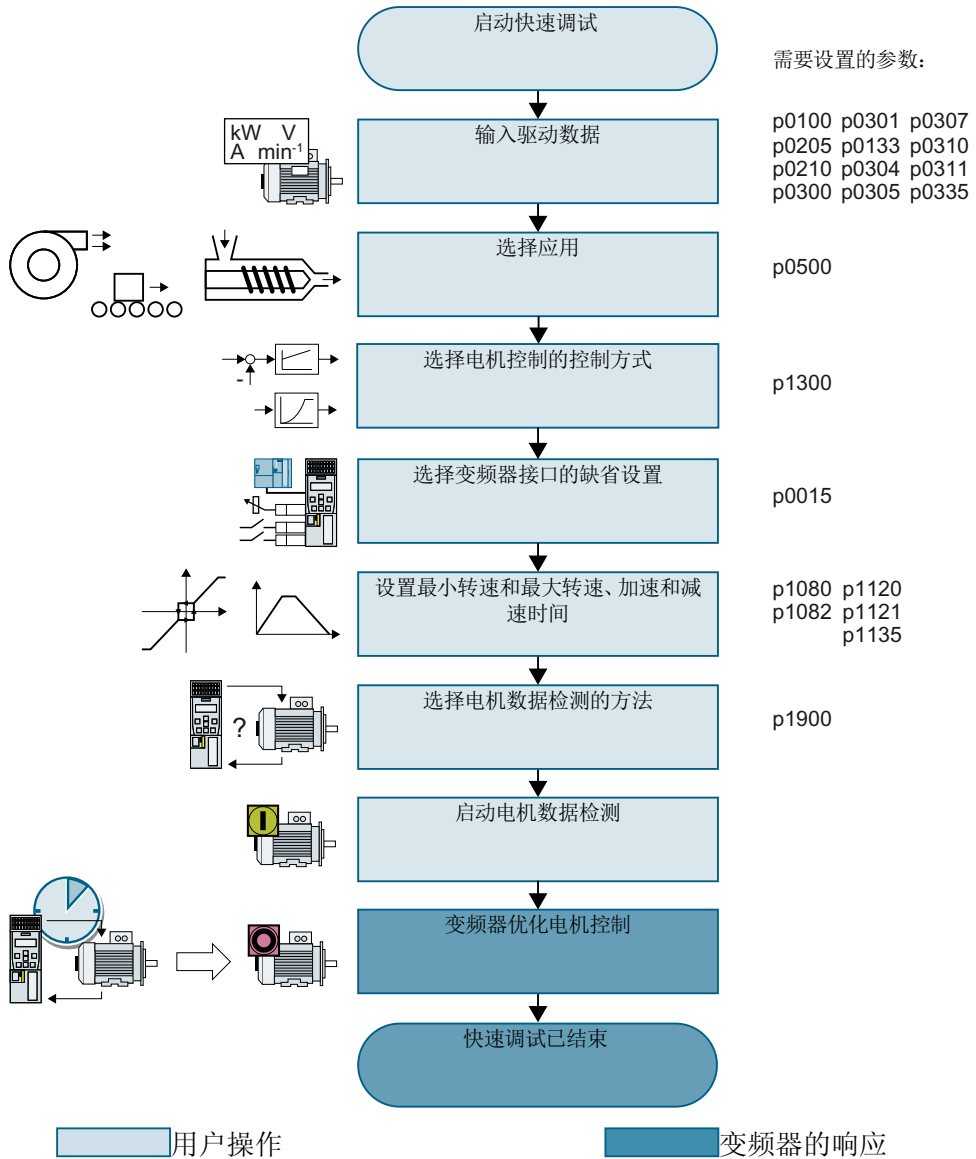 启动快速调试
需要设置的参数：
kW V
A min-1
输入驱动数据
p0100 p0301 p0307
p0205 p0133 p0310
p0210 p0304 p0311
p0300 p0305 p0335
选择应用
p0500
选择电机控制的控制方式
-
p1300
选择变频器接口的缺省设置
p0015
设置最小转速和最大转速、加速和减
速时间
p1080 p1120
p1082 p1121
p1135
选择电机数据检测的方法
?
p1900
启动电机数据检测
变频器优化电机控制
快速调试已结束
用户操作
变频器的响应